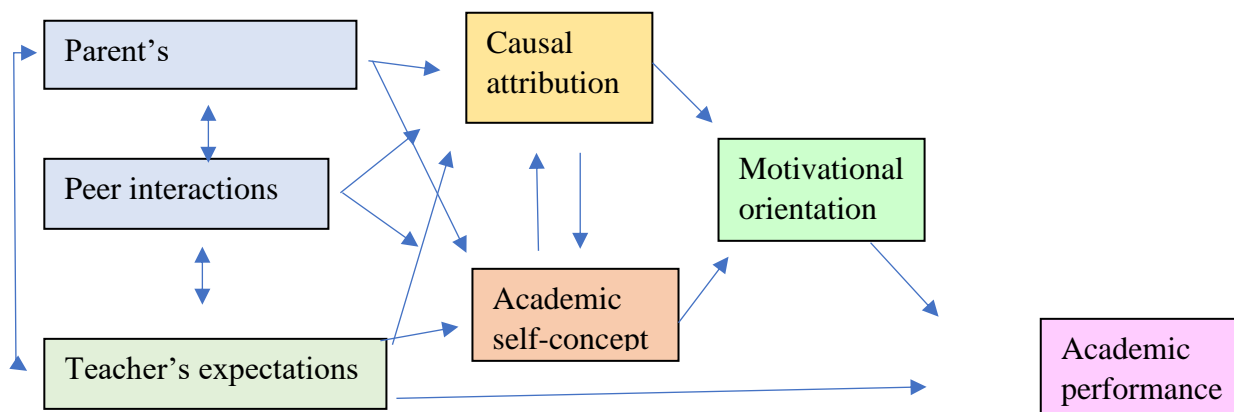 Parent’s
Causal
attribution
Peer interactions
Motivational
orientation
Academic
self-concept
Teacher’s expectations
Academic
performance